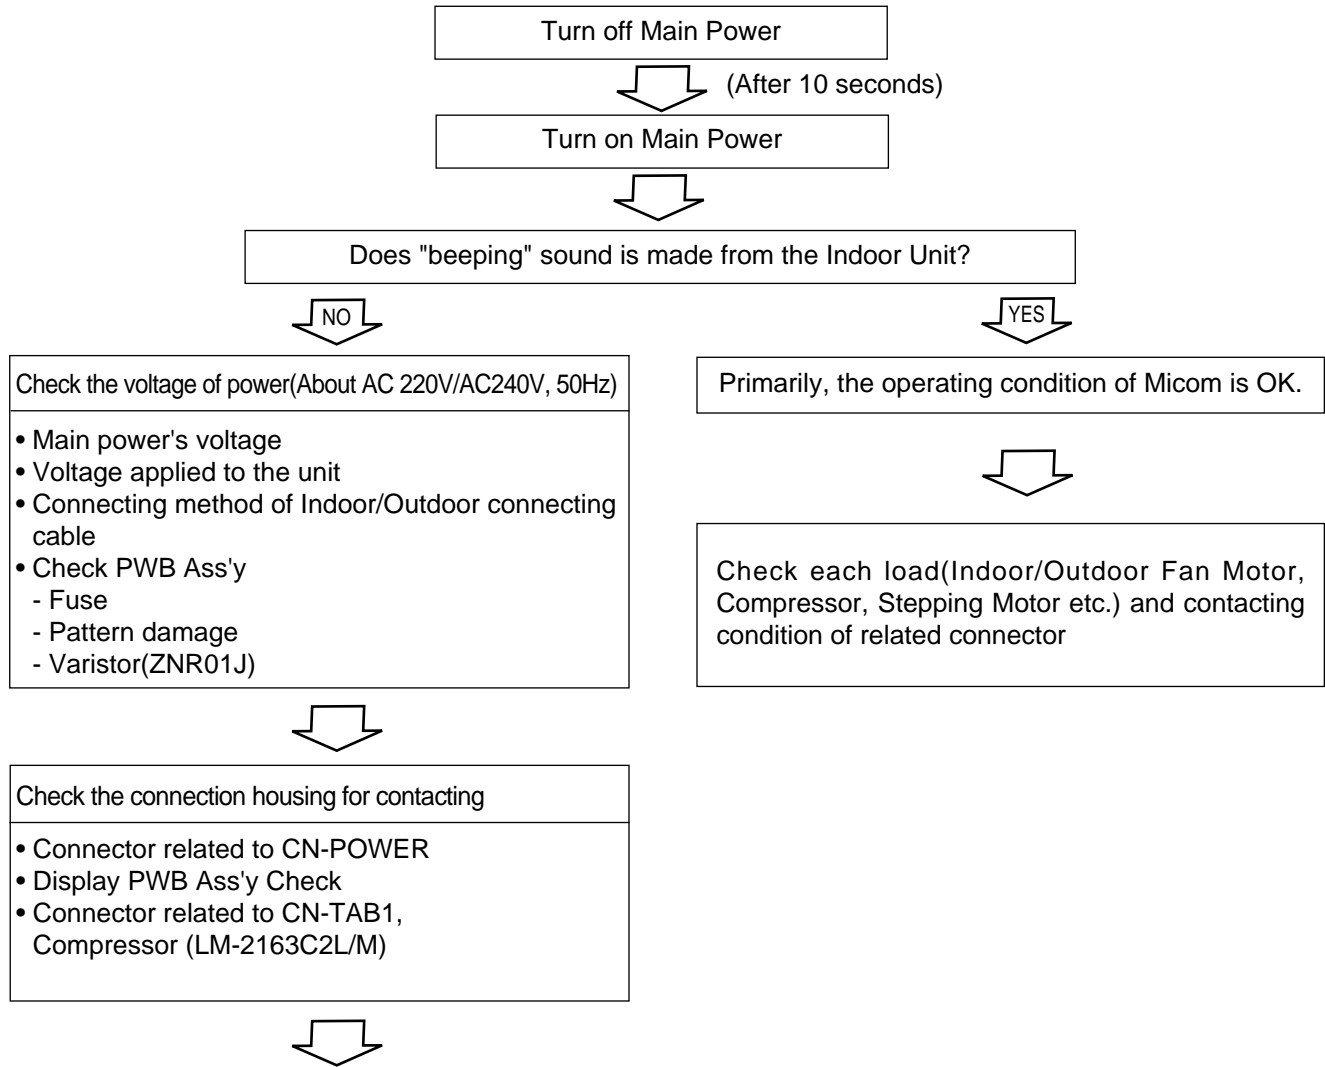 Turn off Main Power
(After 10 seconds)
Turn on Main Power
Does "beeping" sound is made from the Indoor Unit?
NO
YES
Check the voltage of power(About AC 220V/AC240V, 50Hz)
• Main power's voltage
• Voltage applied to the unit
• Connecting method of Indoor/Outdoor connecting
cable
• Check PWB Ass'y
- Fuse
- Pattern damage
- Varistor(ZNR01J)
Primarily, the operating condition of Micom is OK.
Check each load(Indoor/Outdoor Fan Motor,
Compressor, Stepping Motor etc.) and contacting
condition of related connector
Check the connection housing for contacting
• Connector related to CN-POWER
• Display PWB Ass'y Check
• Connector related to CN-TAB1,
Compressor (LM-2163C2L/M)